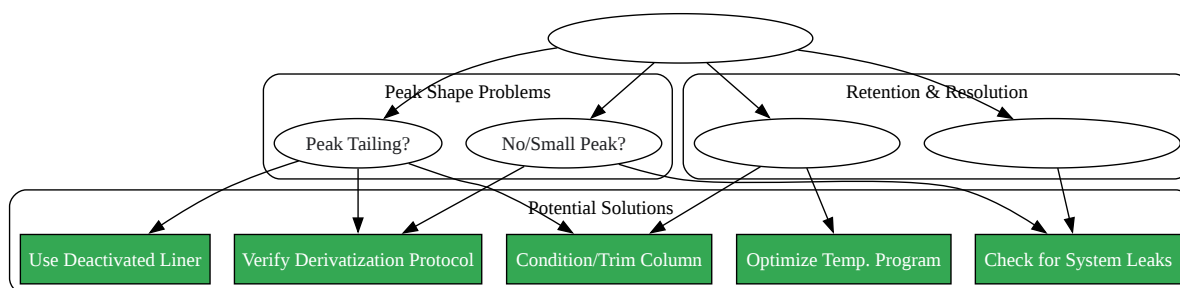 Peak Shape Problems
Retention & Resolution
Peak Tailing?
No/Small Peak?
Potential Solutions
Use Deactivated Liner
Verify Derivatization Protocol
Condition/Trim Column
Optimize Temp. Program
Check for System Leaks